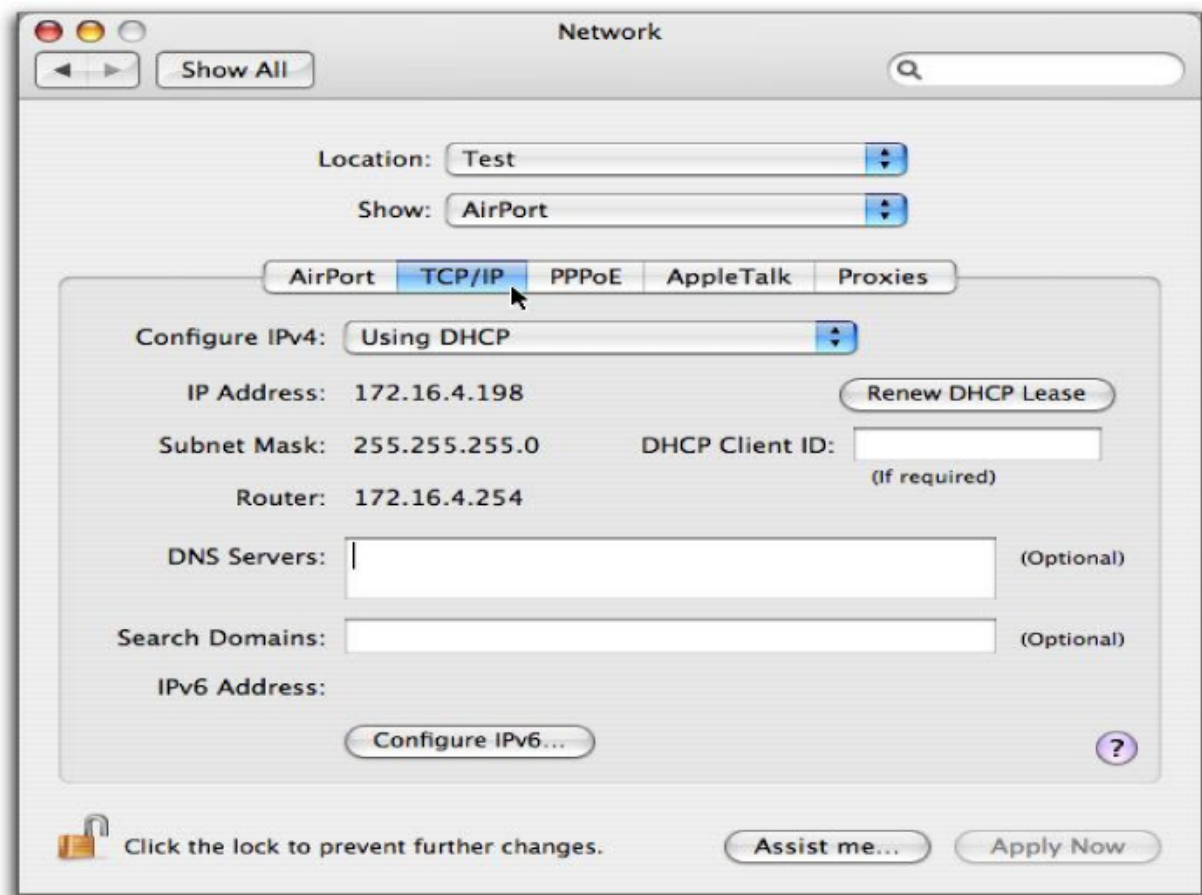 Network
Show All
Location: Test
Show: AirPort
AirPort TCP/IP PPPoE AppleTalk Proxies
Configure IPv4: Using DHCP
IP Address: 172.16.4.198 Renew DHCP Lease
Subnet Mask: 255.255.255.0 DHCP Client ID:
(If required)
Router: 172.16.4.254
DNS Servers: (Optional)
Search Domains: (Optional)
IPv6 Address:
Configure IPv6... ?
Click the lock to prevent further changes. Assist me... Apply Now